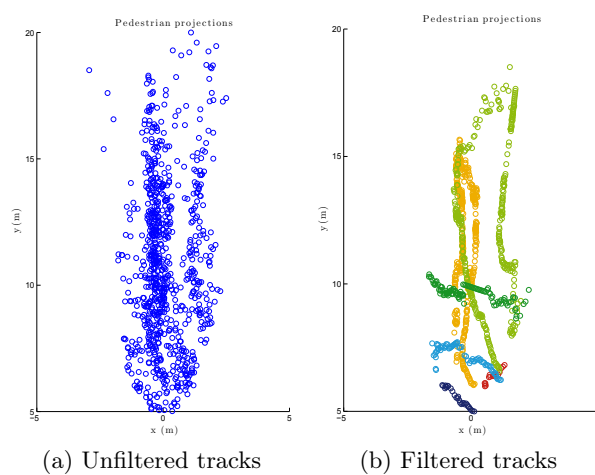 Pedestrian projections
20
15
10
5
y (m)
−5
0
5
x (m)
(a) Unfiltered tracks
Pedestrian projections
20
15
10
5
y (m)
−5
0
x (m)
(b) Filtered tracks